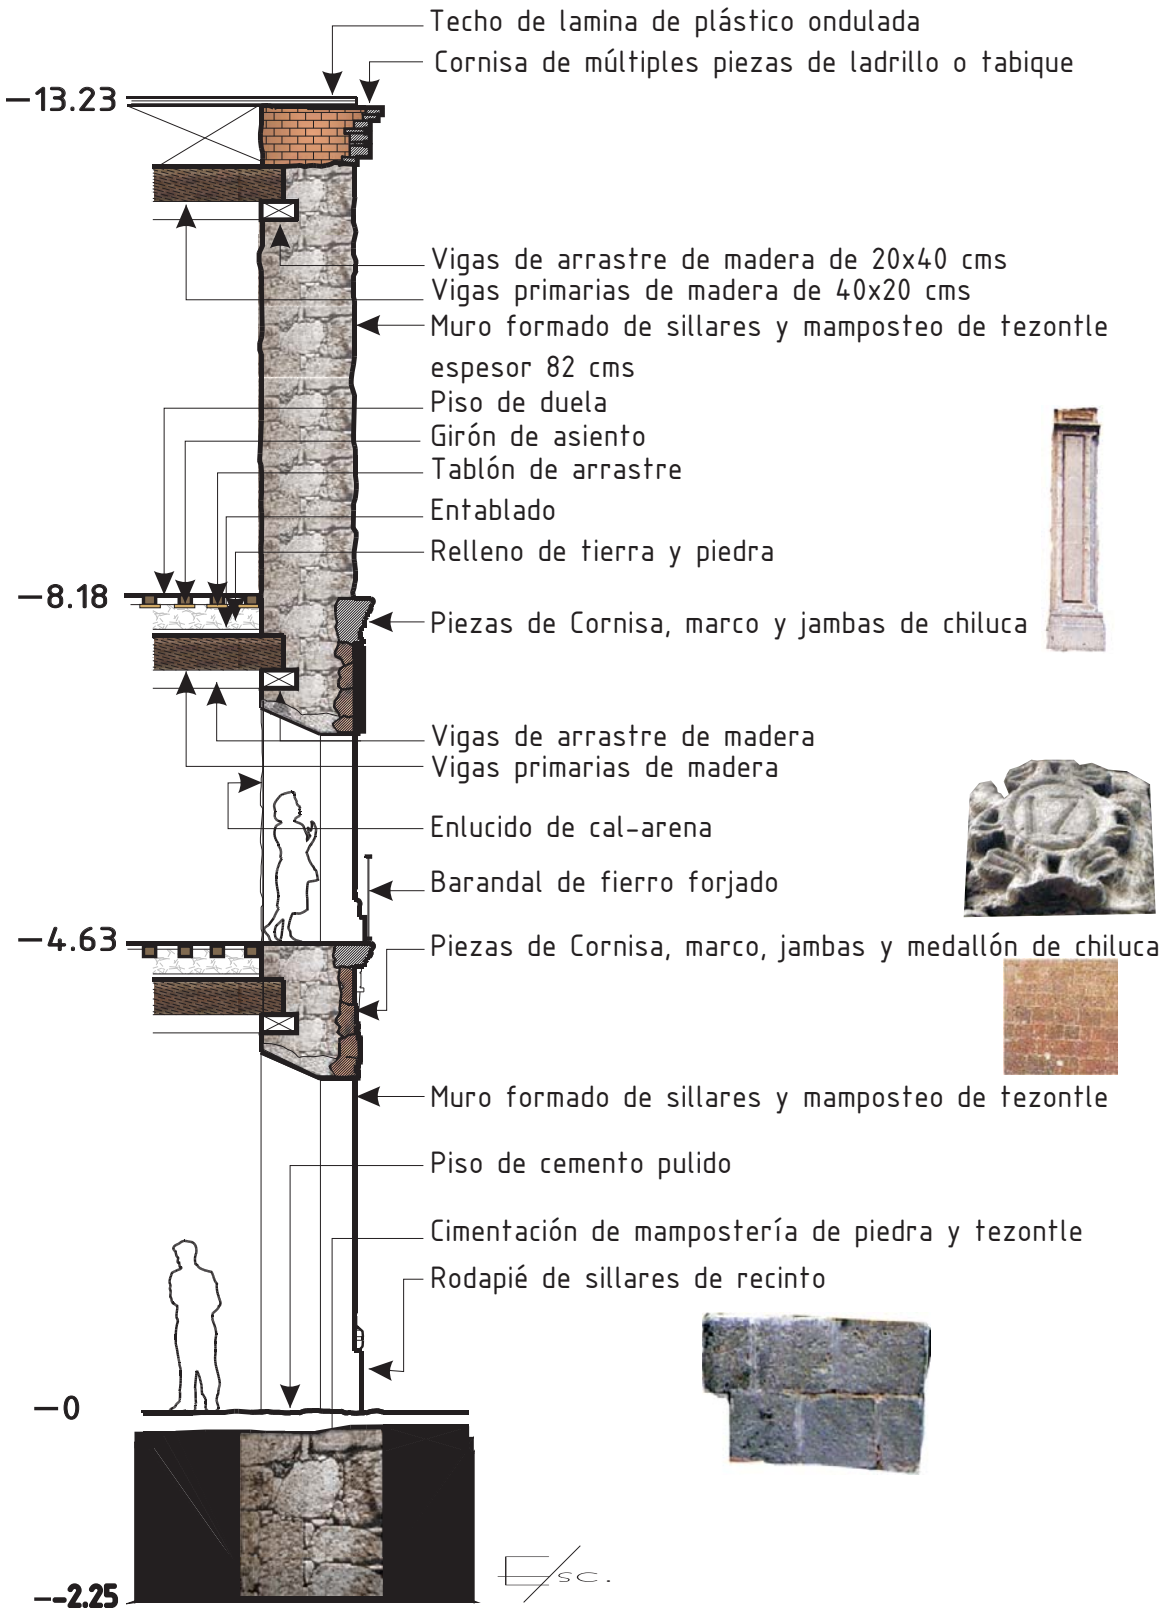 Techo de lamina de plástico ondulada
Cornisa de múltiples piezas de ladrillo o tabique
—13.23
Vigas de arrastre de madera de 20x40 cms
Vigas primarias de madera de 40x20 cms
Muro formado de sillares y mamposteo de tezontle
espesor 82 cms
Piso de duela
Girón de asiento
Tablón de arrastre
Entablado
Relleno de tierra y piedra
—8.18
Piezas de Cornisa, marco y jambas de chiluca
Vigas de arrastre de madera
Vigas primarias de madera
17
Enlucido de cal-arena
Barandal de fierro forjado
—4.63
Piezas de Cornisa, marco, jambas y medallón de chiluca
Muro formado de sillares y mamposteo de tezontle
Piso de cemento pulido
Cimentación de mampostería de piedra y tezontle
Rodapié de sillares de recinto
—0
Esc.
—-2.25